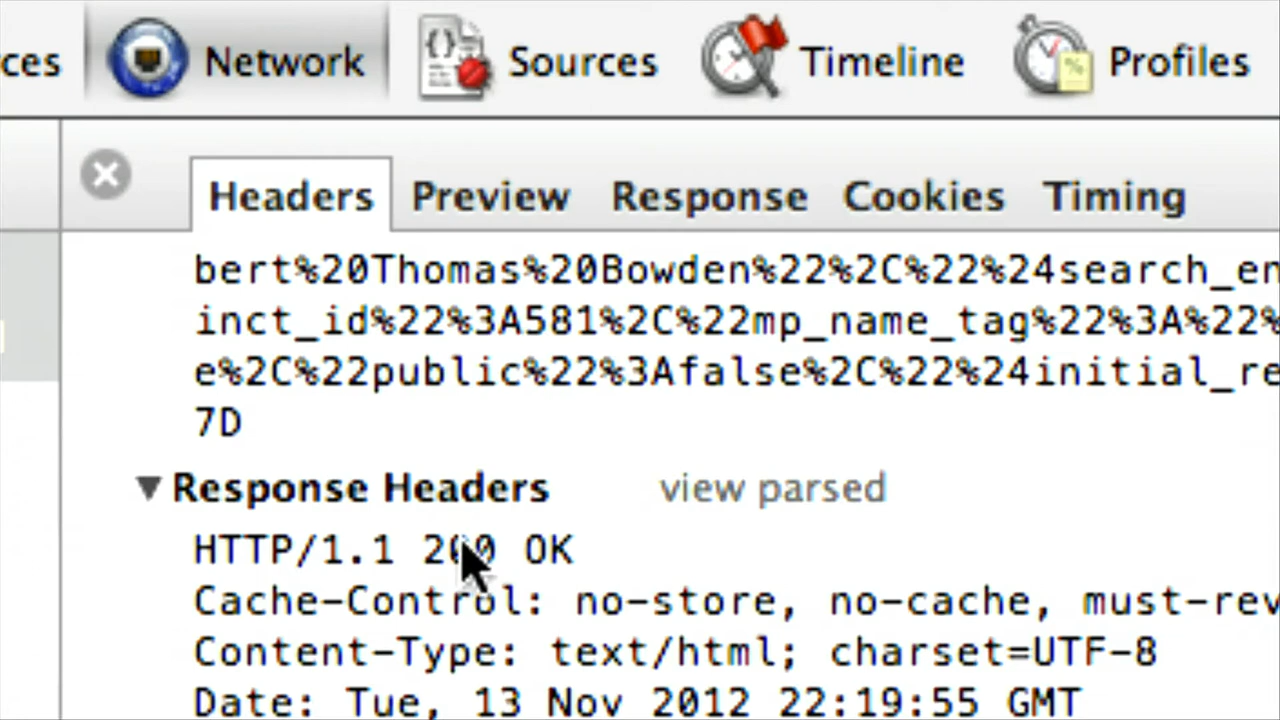 ces Network Sources Timeline Profiles
Headers Preview Response Cookies Timing
bert%20Thomas%20Bowden%22%2C%22%24search_en
inct_id%22%3A581%2C%22mp_name_tag%22%3A%22%
e%2C%22public%22%3Afalse%2C%22%24initial_re
7D
Response Headers view parsed
HTTP/1.1 200 OK
Cache-Control: no-store, no-cache, must-rev
Content-Type: text/html; charset=UTF-8
Date: Tue, 13 Nov 2012 22:19:55 GMT